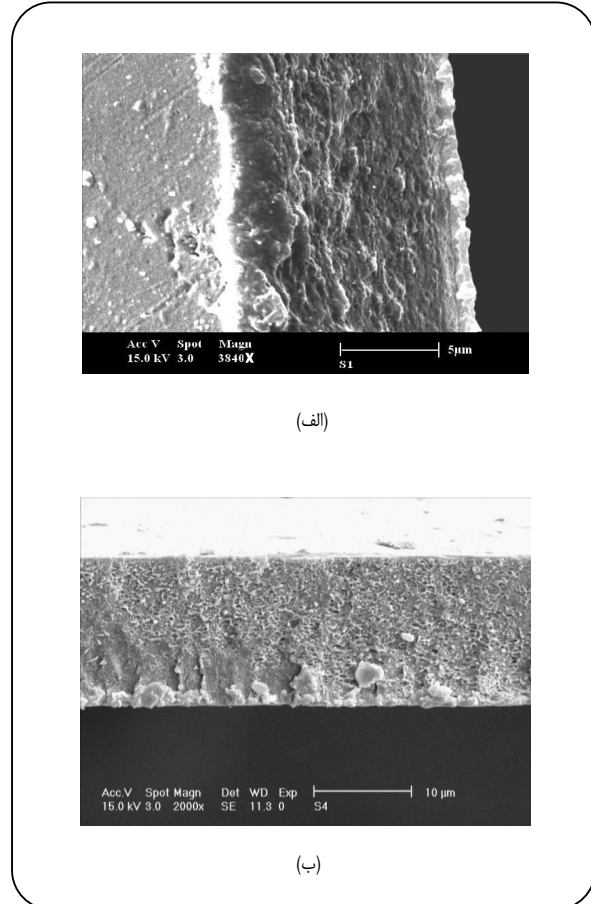 Acc V Spot Magn
15.0 kV 3.0 3840X 5µm
S1
(الف)
Acc.V Spot Magn Det WD Exp 10 µm
15.0 kV 3.0 2000x SE 11.3 0 S4
(ب)